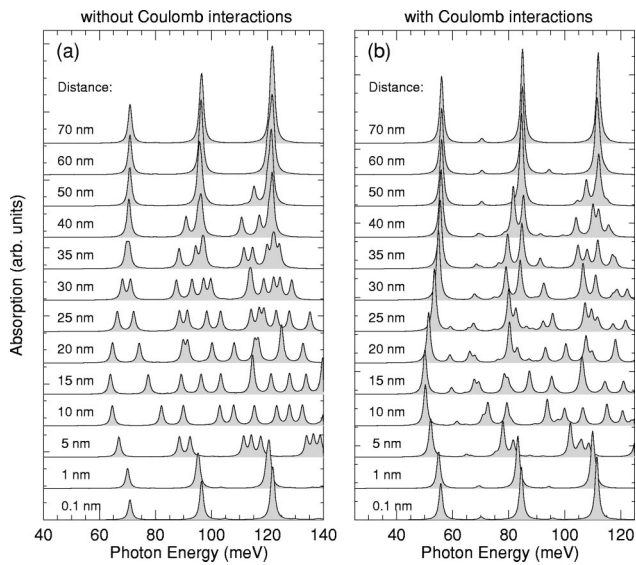 without Coulomb interactions
with Coulomb interactions
Absorption (arb. units)
(a)
Distance:
70 nm
60 nm
50 nm
40 nm
35 nm
30 nm
25 nm
20 nm
15 nm
10 nm
5 nm
1 nm
0.1 nm
40 60 80 100 120 140
Photon Energy (meV)
(b)
Distance:
70 nm
60 nm
50 nm
40 nm
35 nm
30 nm
25 nm
20 nm
15 nm
10 nm
5 nm
1 nm
0.1 nm
40 60 80 100 120
Photon Energy (meV)